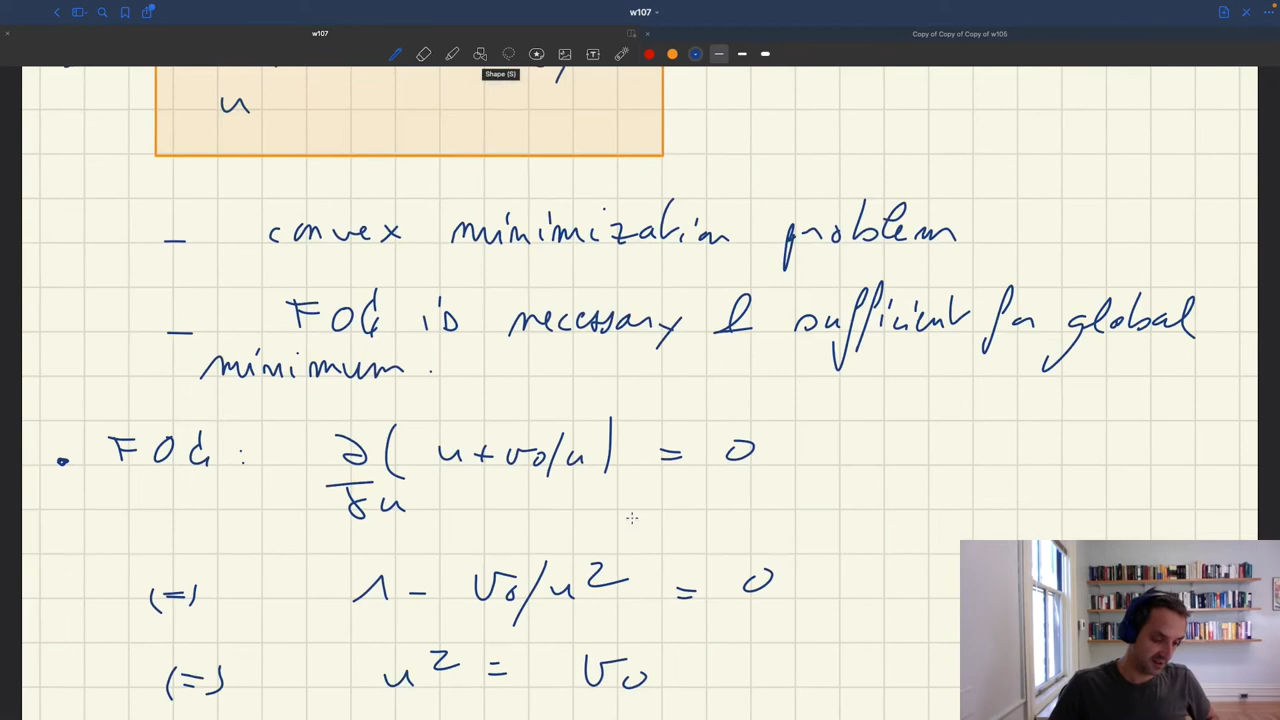 w107
w107
Copy of Copy of Copy of w105
Shape (S)
u
– convex minimization problem
– FOC is necessary & sufficient for global
minimum.
• FOC: ∂/∂u (u + v0/u) = 0
(=) 1 - v0/u² = 0
(=) u² = v0